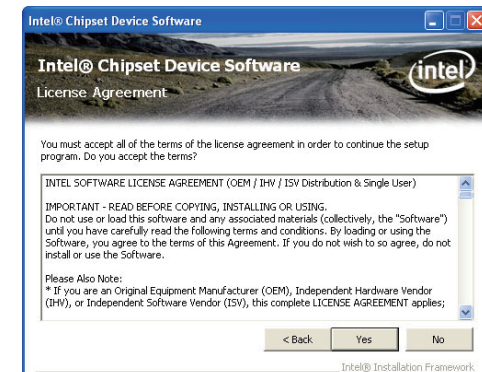 Intel® Chipset Device Software
Intel® Chipset Device Software
intel
License Agreement
You must accept all of the terms of the license agreement in order to continue the setup
program. Do you accept the terms?
INTEL SOFTWARE LICENSE AGREEMENT (OEM / IHV / ISV Distribution & Single User)
IMPORTANT - READ BEFORE COPYING, INSTALLING OR USING.
Do not use or load this software and any associated materials (collectively, the "Software")
until you have carefully read the following terms and conditions. By loading or using the
Software, you agree to the terms of this Agreement. If you do not wish to so agree, do not
install or use the Software.
Please Also Note:
* If you are an Original Equipment Manufacturer (OEM), Independent Hardware Vendor
(IHV), or Independent Software Vendor (ISV), this complete LICENSE AGREEMENT applies;
< Back Yes No
Intel® Installation Framework